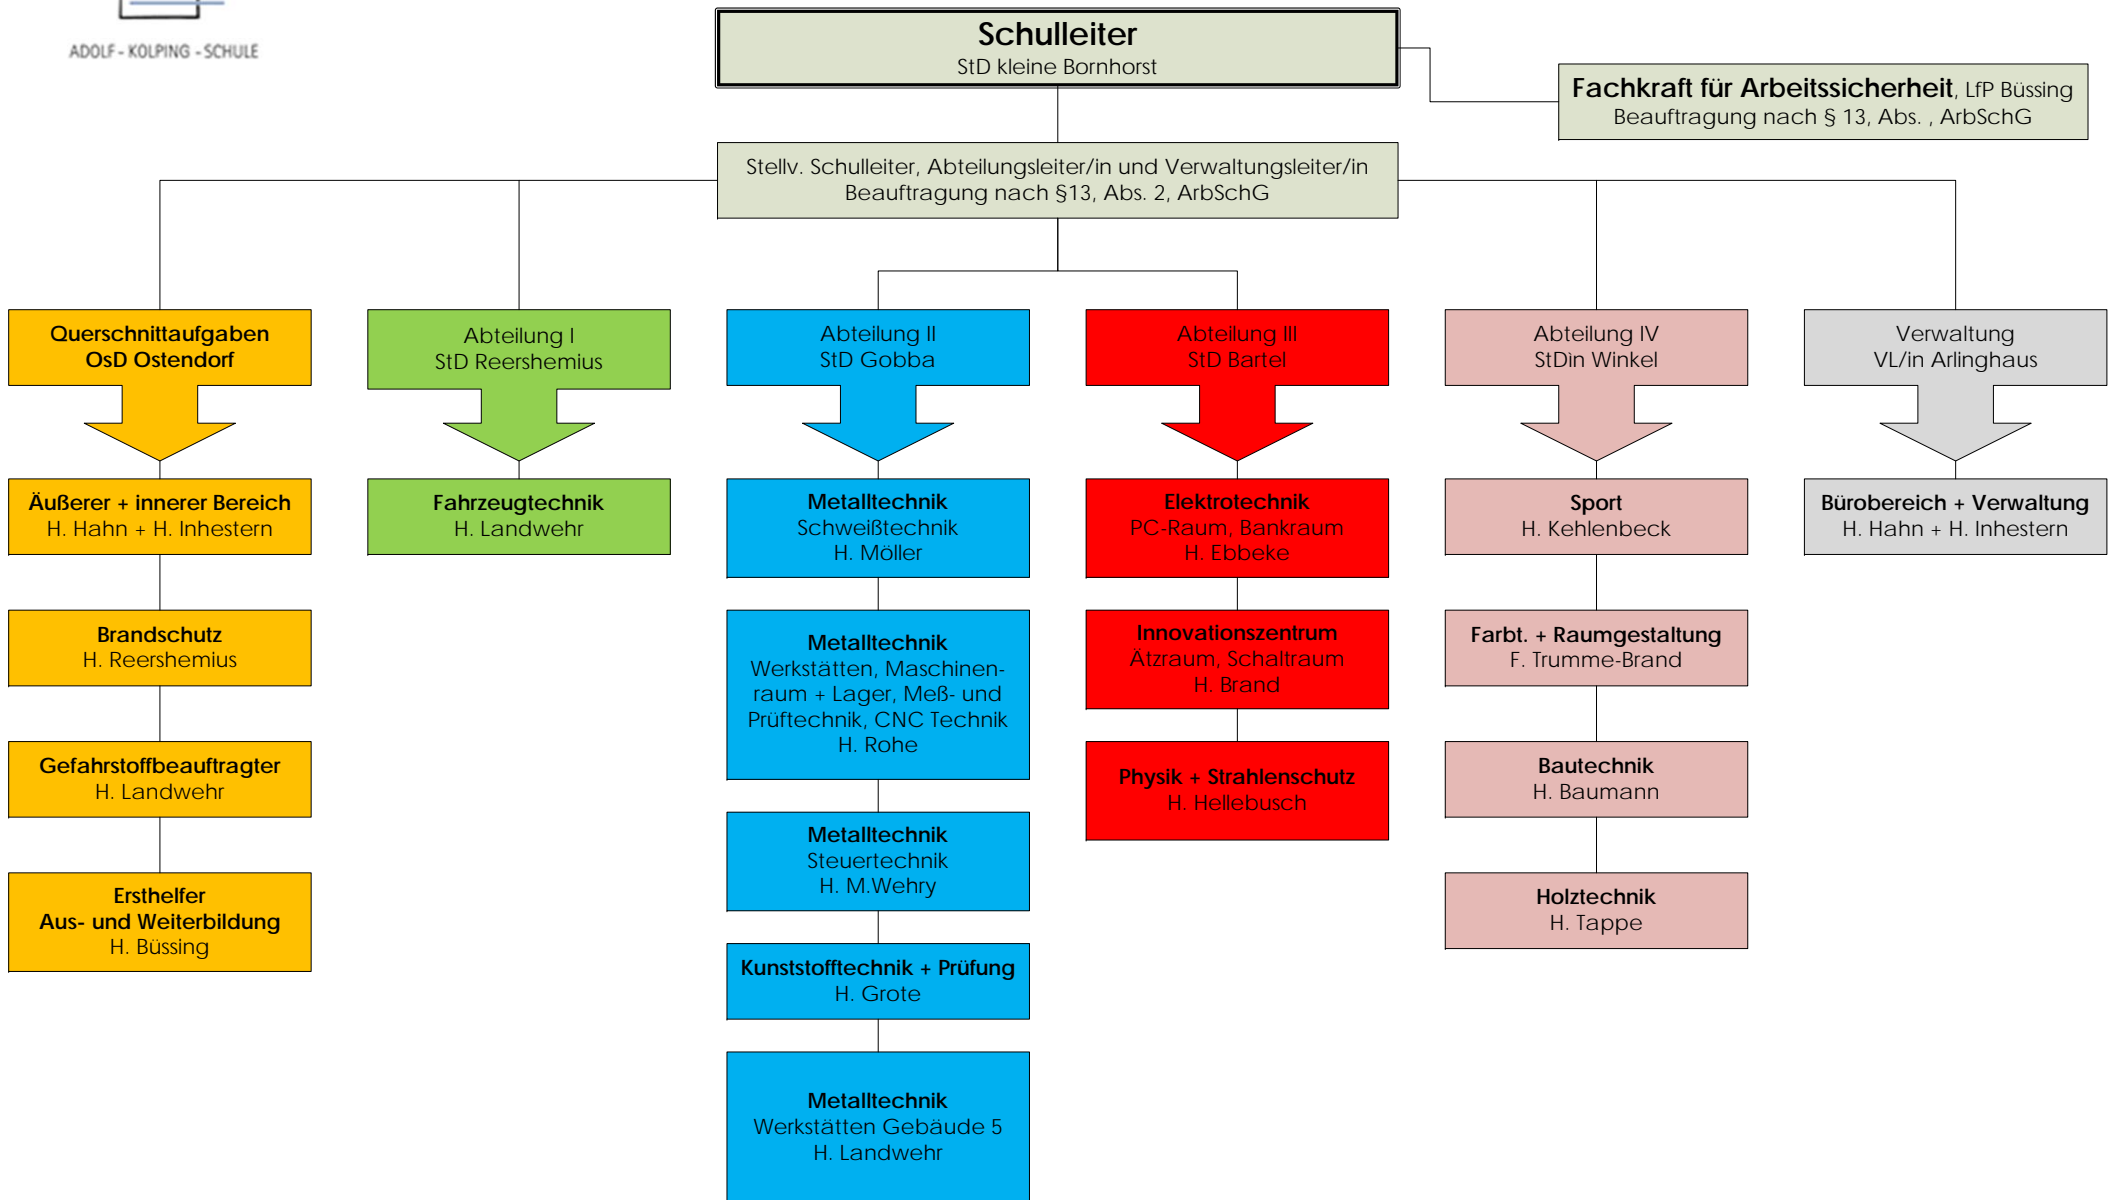 ADOLF - KOLPING - SCHULE
Schulleiter
StD kleine Bornhorst
Fachkraft für Arbeitssicherheit, LfP Büssing
Beauftragung nach § 13, Abs. , ArbSchG
Stellv. Schulleiter, Abteilungsleiter/in und Verwaltungsleiter/in
Beauftragung nach §13, Abs. 2, ArbSchG
Querschnittaufgaben
OsD Ostendorf
Äußerer + innerer Bereich
H. Hahn + H. Inhestern
Brandschutz
H. Reershemius
Gefahrstoffbeauftragter
H. Landwehr
Ersthelfer
Aus- und Weiterbildung
H. Büssing
Abteilung I
StD Reershemius
Fahrzeugtechnik
H. Landwehr
Abteilung II
StD Gobba
Metalltechnik
Schweißtechnik
H. Möller
Metalltechnik
Werkstätten, Maschinen-
raum + Lager, Meß- und
Prüftechnik, CNC Technik
H. Rohe
Metalltechnik
Steuertechnik
H. M.Wehry
Kunststofftechnik + Prüfung
H. Grote
Metalltechnik
Werkstätten Gebäude 5
H. Landwehr
Abteilung III
StD Bartel
Elektrotechnik
PC-Raum, Bankraum
H. Ebbeke
Innovationszentrum
Ätzraum, Schaltraum
H. Brand
Physik + Strahlenschutz
H. Hellebusch
Abteilung IV
StDìn Winkel
Sport
H. Kehlenbeck
Farbt. + Raumgestaltung
F. Trumme-Brand
Bautechnik
H. Baumann
Holztechnik
H. Tappe
Verwaltung
VL/in Arlinghaus
Bürobereich + Verwaltung
H. Hahn + H. Inhestern